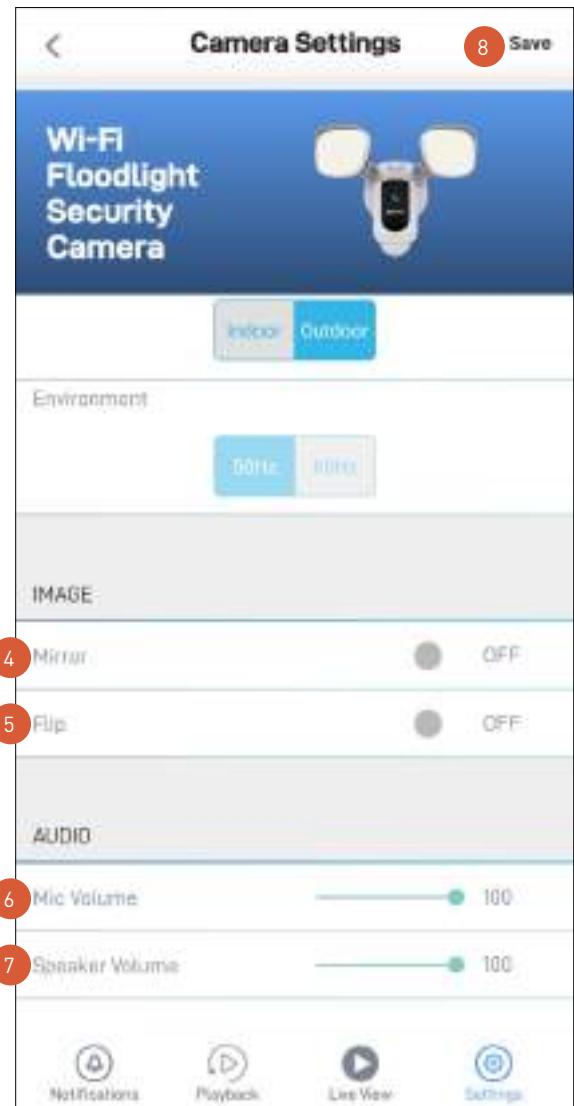 Camera Settings
8 Save
Wi-Fi
Floodlight
Security
Camera
Indoor Outdoor
Environment
50Hz 60Hz
IMAGE
4 Mirror OFF
5 Flip OFF
AUDIO
6 Mic Volume 100
7 Speaker Volume 100
Notifications Playback Live View Settings